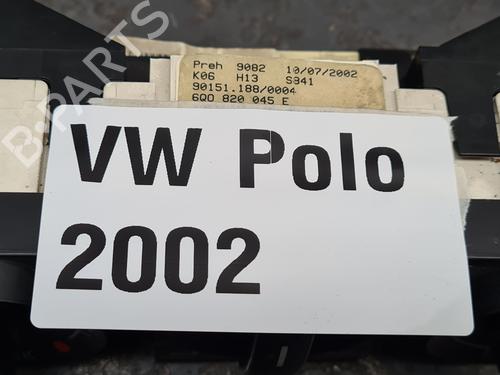 Preh 9082 10/07/2002
K06 H13 S341
90151.188/0004
6Q0 820 045 E
B-PARTS
VW Polo
2002